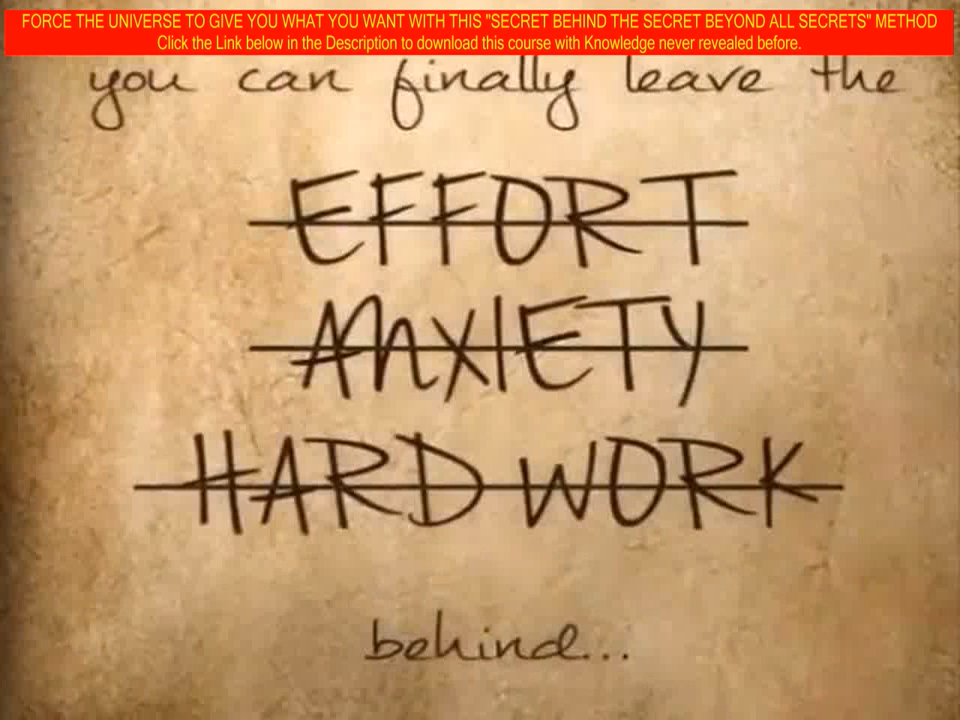 FORCE THE UNIVERSE TO GIVE YOU WHAT YOU WANT WITH THIS "SECRET BEHIND THE SECRET BEYOND ALL SECRETS" METHOD
Click the Link below in the Description to download this course with Knowledge never revealed before.
you can finally leave the
EFFORT
ANXIETY
HARD WORK
behind...